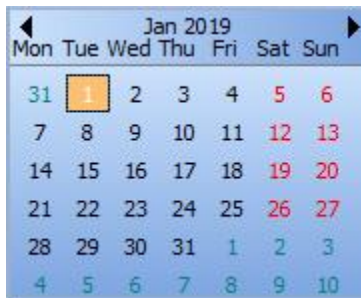 Jan 2019
Mon Tue Wed Thu Fri Sat Sun
31 1 2 3 4 5 6
7 8 9 10 11 12 13
14 15 16 17 18 19 20
21 22 23 24 25 26 27
28 29 30 31 1 2 3
4 5 6 7 8 9 10